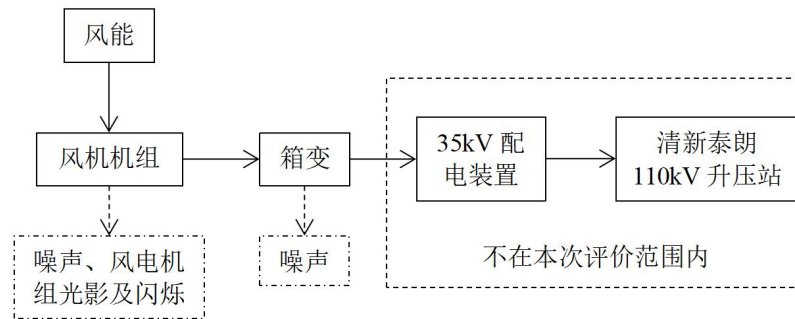 风能
风机机组
箱变
35kV 配
电装置
清新泰朗
110kV 升压站
噪声、风电机
组光影及闪烁
噪声
不在本次评价范围内